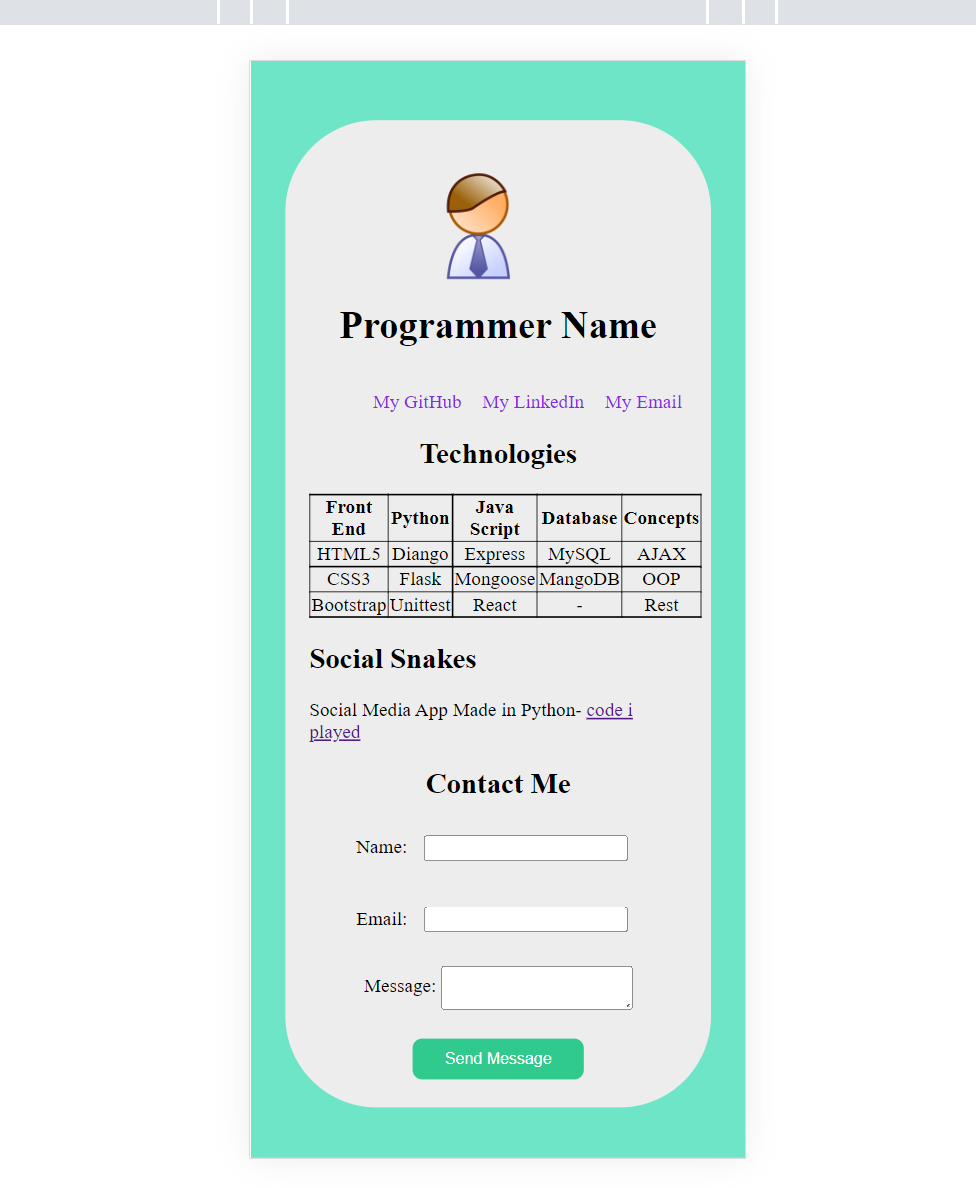 Programmer Name
My GitHub My LinkedIn My Email
Technologies
Front End Python Java Script Database Concepts
HTML5 Diango Express MySQL AJAX
CSS3 Flask Mongoose MangoDB OOP
Bootstrap Unittest React - Rest
Social Snakes
Social Media App Made in Python- code i
played
Contact Me
Name:
Email:
Message:
Send Message